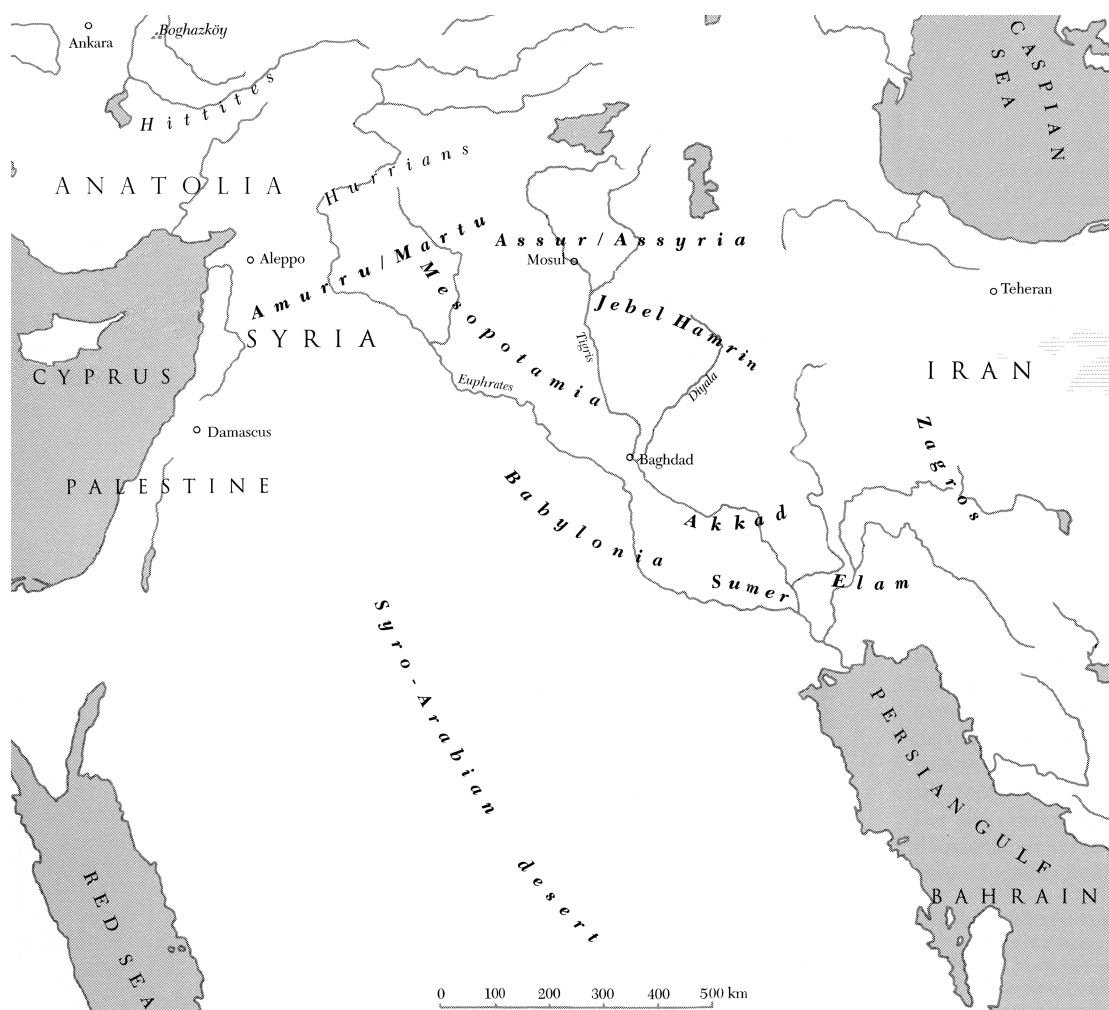 Ankara
Boghazköy
CASPIAN
SEA
Hittites
Hurrians
ANATOLIA
Amurru / Martu
Assur / Assyria
Aleppo
Mosul
Mesopotamia
Teheran
Jebel Hamrin
SYRIA
Tigris
CYPRUS
IRAN
Euphrates
Diyala
Damascus
Zagros
Baghdad
PALESTINE
Babylonia
Akkad
Sumer
Elam
Syro-Arabian desert
PERSIAN GULF
RED SEA
BAHRAIN
0 100 200 300 400 500 km